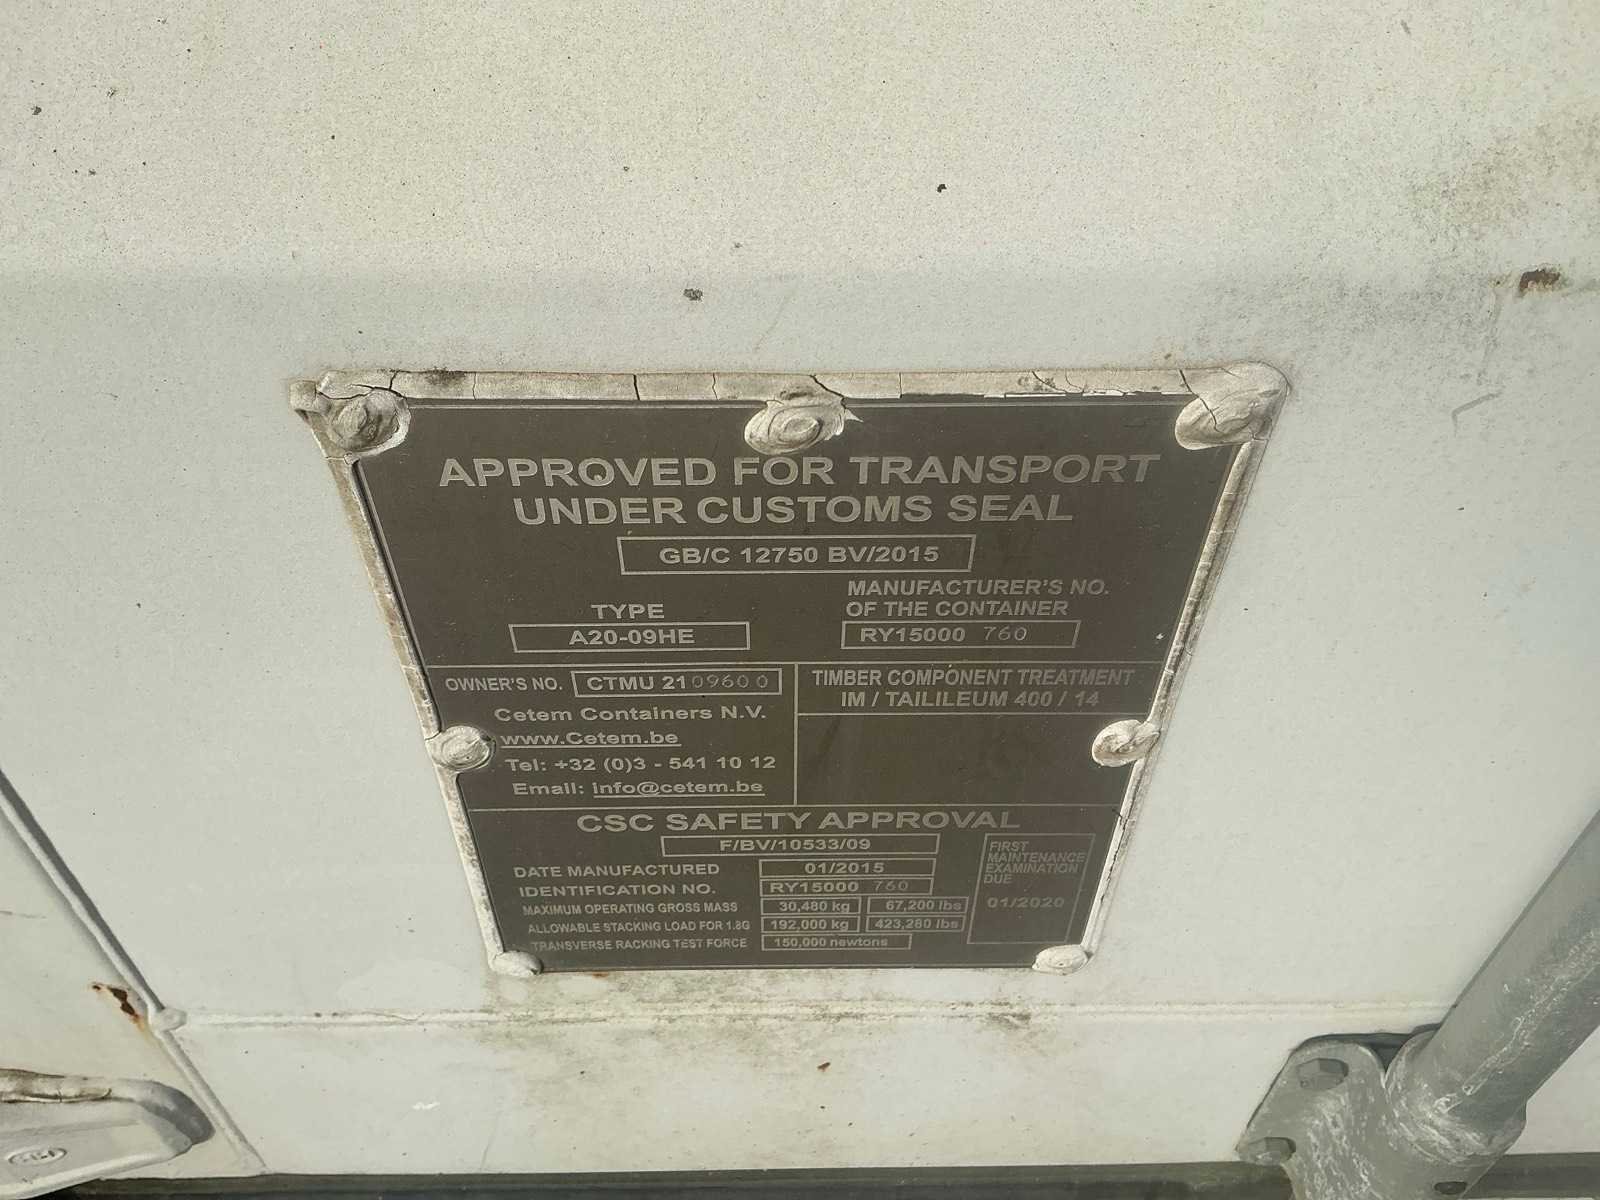 APPROVED FOR TRANSPORT
UNDER CUSTOMS SEAL
GB/C 12750 BV/2015
TYPE
A20-09HE
MANUFACTURER'S NO.
OF THE CONTAINER
RY15000 760
OWNER'S NO. CTMU 2109600
Cetem Containers N.V.
www.Cetem.be
Tel: +32 (0)3 - 541 10 12
Email: info@cetem.be
TIMBER COMPONENT TREATMENT
IM / TAILILEUM 400 / 14
CSC SAFETY APPROVAL
F/BV/10533/09
DATE MANUFACTURED 01/2015
IDENTIFICATION NO. RY15000 760
MAXIMUM OPERATING GROSS MASS 30,480 kg 67,200 lbs
ALLOWABLE STACKING LOAD FOR 1.8G 192,000 kg 423,280 lbs
TRANSVERSE RACKING TEST FORCE 150,000 newtons
FIRST
MAINTENANCE
EXAMINATION
DUE
01/2020